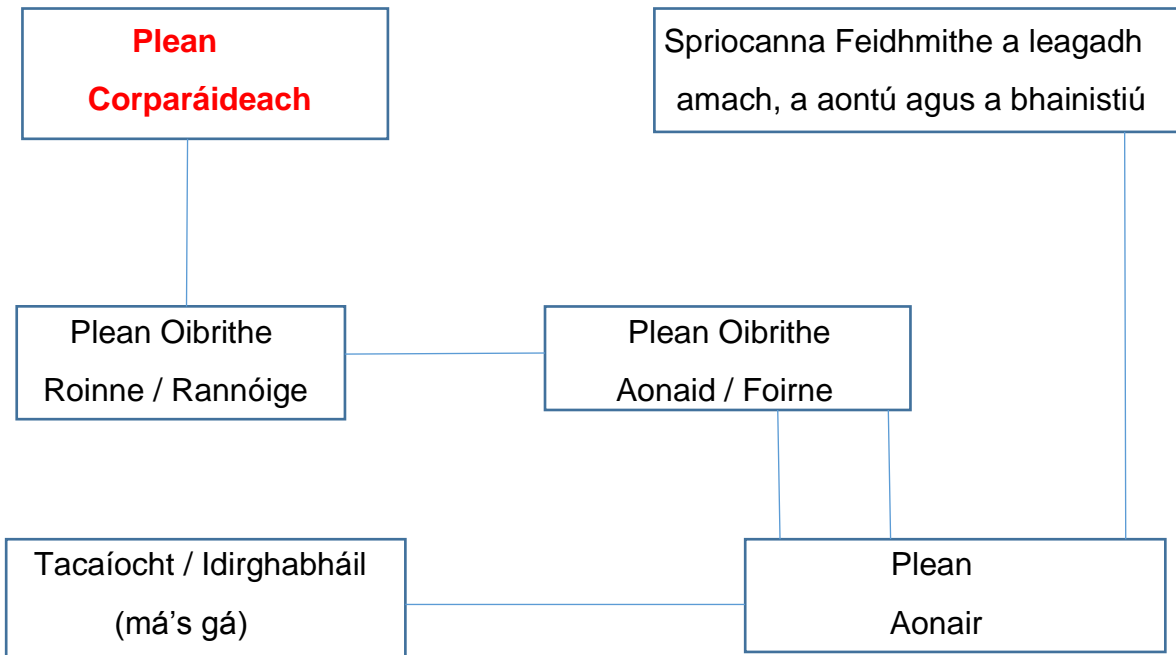 Plean
Corparáideach
Spriocanna Feidhmithe a leagadh
amach, a aontú agus a bhainistiú
Plean Oibrithe
Roinne / Rannóige
Plean Oibrithe
Aonaid / Foirne
Tacaíocht / Idirghabháil
(má’s gá)
Plean
Aonair